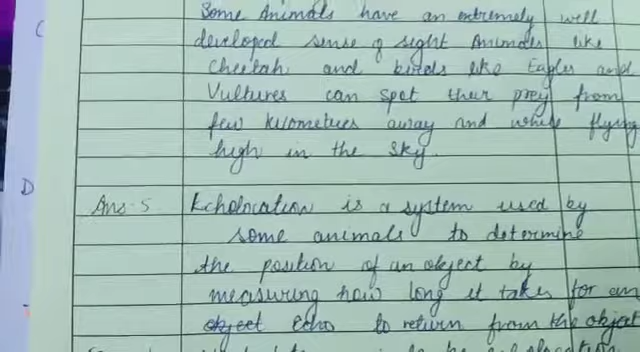 Some Animals have an extremely well
developed sense of sight Animals like
Cheetah and birds like Eagles and
Vultures can spot their prey from
few kilometers away and while flying
high in the sky.
Ans-5 Echolocation is a system used by
some animals to determine
the position of an object by
measuring how long it takes for an
object Echo to return from the object